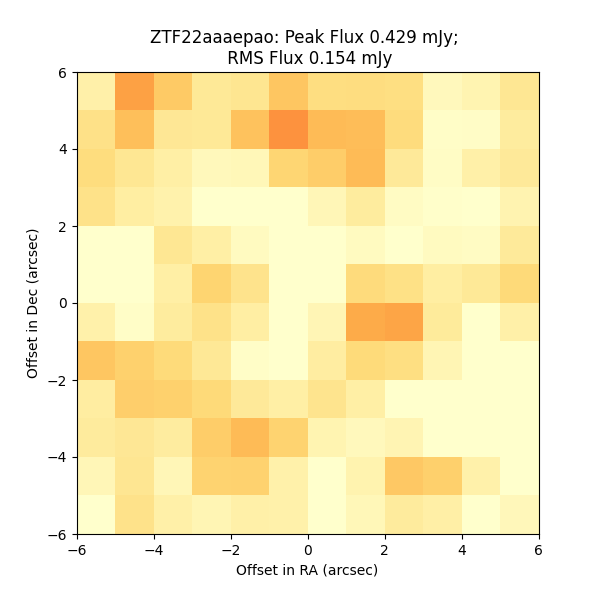 ZTF22aaaepao: Peak Flux 0.429 mJy;
RMS Flux 0.154 mJy
6
4
2
0
−2
−4
−6
Offset in Dec (arcsec)
−6 −4 −2 0 2 4 6
Offset in RA (arcsec)